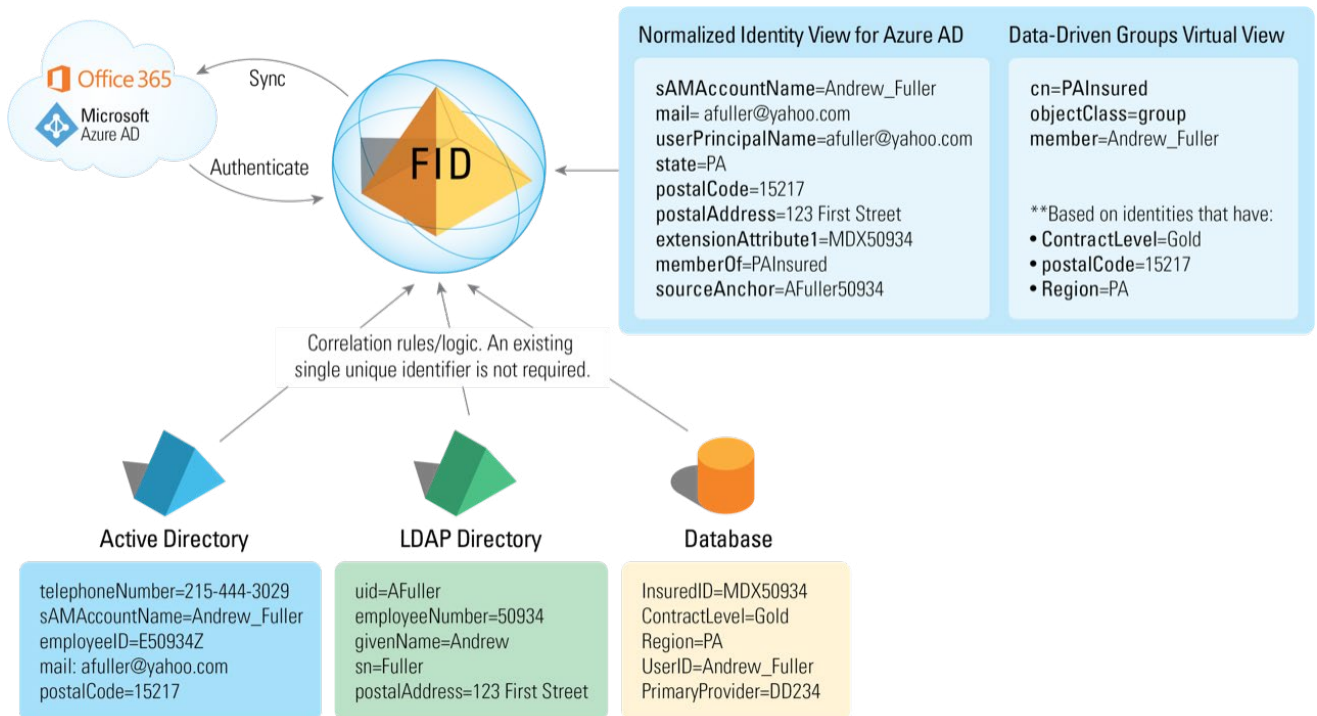 Office 365
Microsoft
Azure AD
Sync
Authenticate
FID
Normalized Identity View for Azure AD
sAMAccountName=Andrew_Fuller
mail= afuller@yahoo.com
userPrincipalName=afuller@yahoo.com
state=PA
postalCode=15217
postalAddress=123 First Street
extensionAttribute1=MDX50934
memberOf=PAInsured
sourceAnchor=AFuller50934
Data-Driven Groups Virtual View
cn=PAInsured
objectClass=group
member=Andrew_Fuller
**Based on identities that have:
• ContractLevel=Gold
• postalCode=15217
• Region=PA
Correlation rules/logic. An existing
single unique identifier is not required.
Active Directory
telephoneNumber=215-444-3029
sAMAccountName=Andrew_Fuller
employeeID=E50934Z
mail: afuller@yahoo.com
postalCode=15217
LDAP Directory
uid=AFuller
employeeNumber=50934
givenName=Andrew
sn=Fuller
postalAddress=123 First Street
Database
InsuredID=MDX50934
ContractLevel=Gold
Region=PA
UserID=Andrew_Fuller
PrimaryProvider=DD234